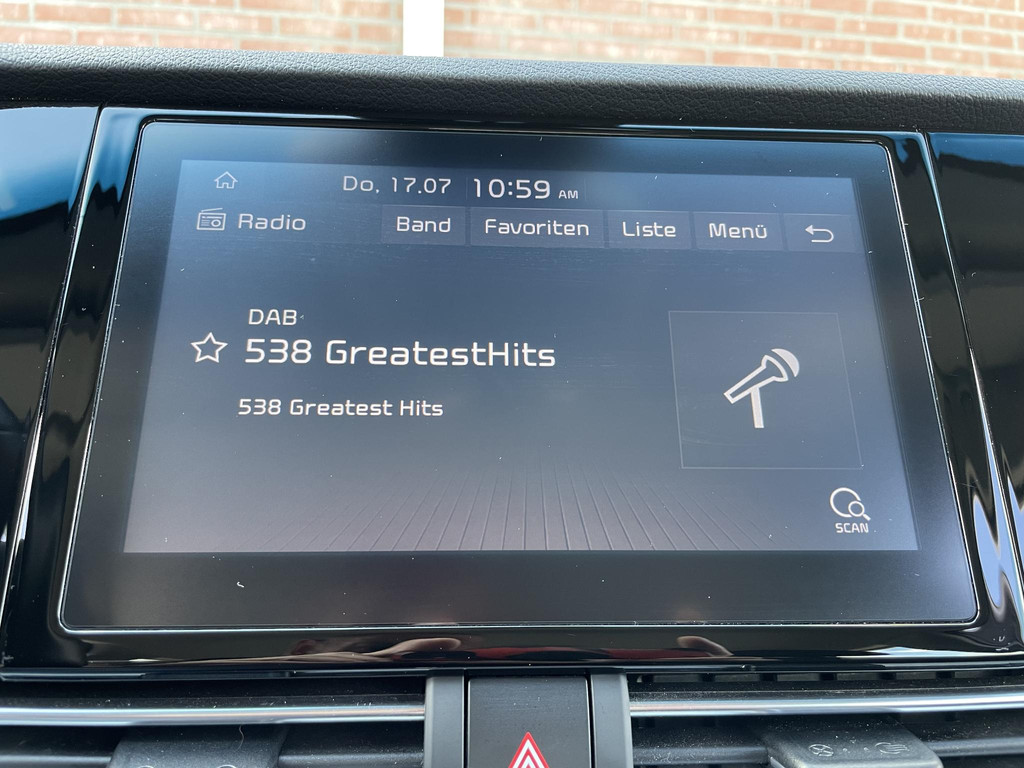 Do, 17.07 10:59 AM
Radio Band Favoriten Liste Menü
DAB
538 GreatestHits
538 Greatest Hits
SCAN